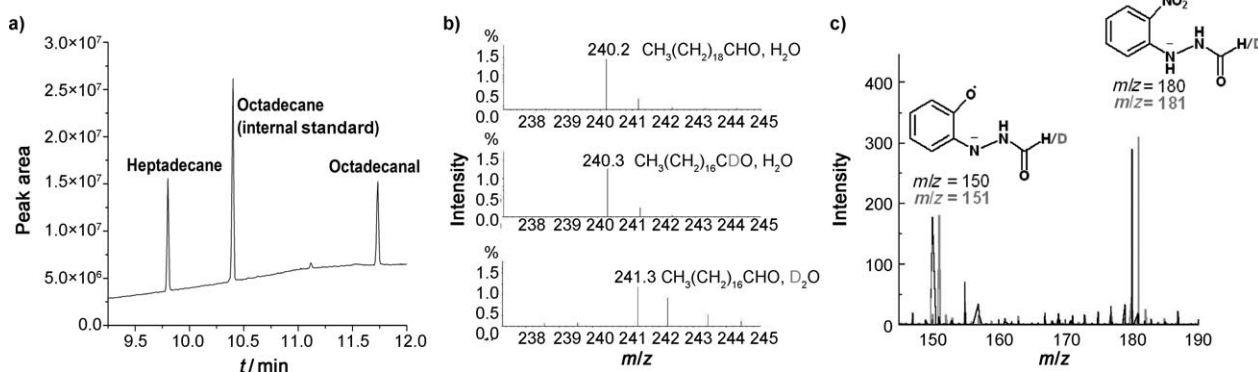 a)
Peak area
3.0×10⁷
2.5×10⁷
2.0×10⁷
1.5×10⁷
1.0×10⁷
5.0×10⁶
0.0
Heptadecane
Octadecane
(internal standard)
Octadecanal
9.5 10.0 10.5 11.0 11.5 12.0
t / min
b)
Intensity
%
1.5
1.0
0.5
0.0
240.2 CH₃(CH₂)₁₈CHO, H₂O
238 239 240 241 242 243 244 245
%
1.5
1.0
0.5
0.0
240.3 CH₃(CH₂)₁₆CDO, H₂O
238 239 240 241 242 243 244 245
%
1.5
1.0
0.5
0.0
241.3 CH₃(CH₂)₁₆CHO, D₂O
238 239 240 241 242 243 244 245
m/z
c)
Intensity
400
300
200
100
0
NO₂
N
H
NH
H/D
O
m/z = 180
m/z = 181
O
N
H
N
H/D
O
m/z = 150
m/z = 151
150 160 170 180 190
m/z